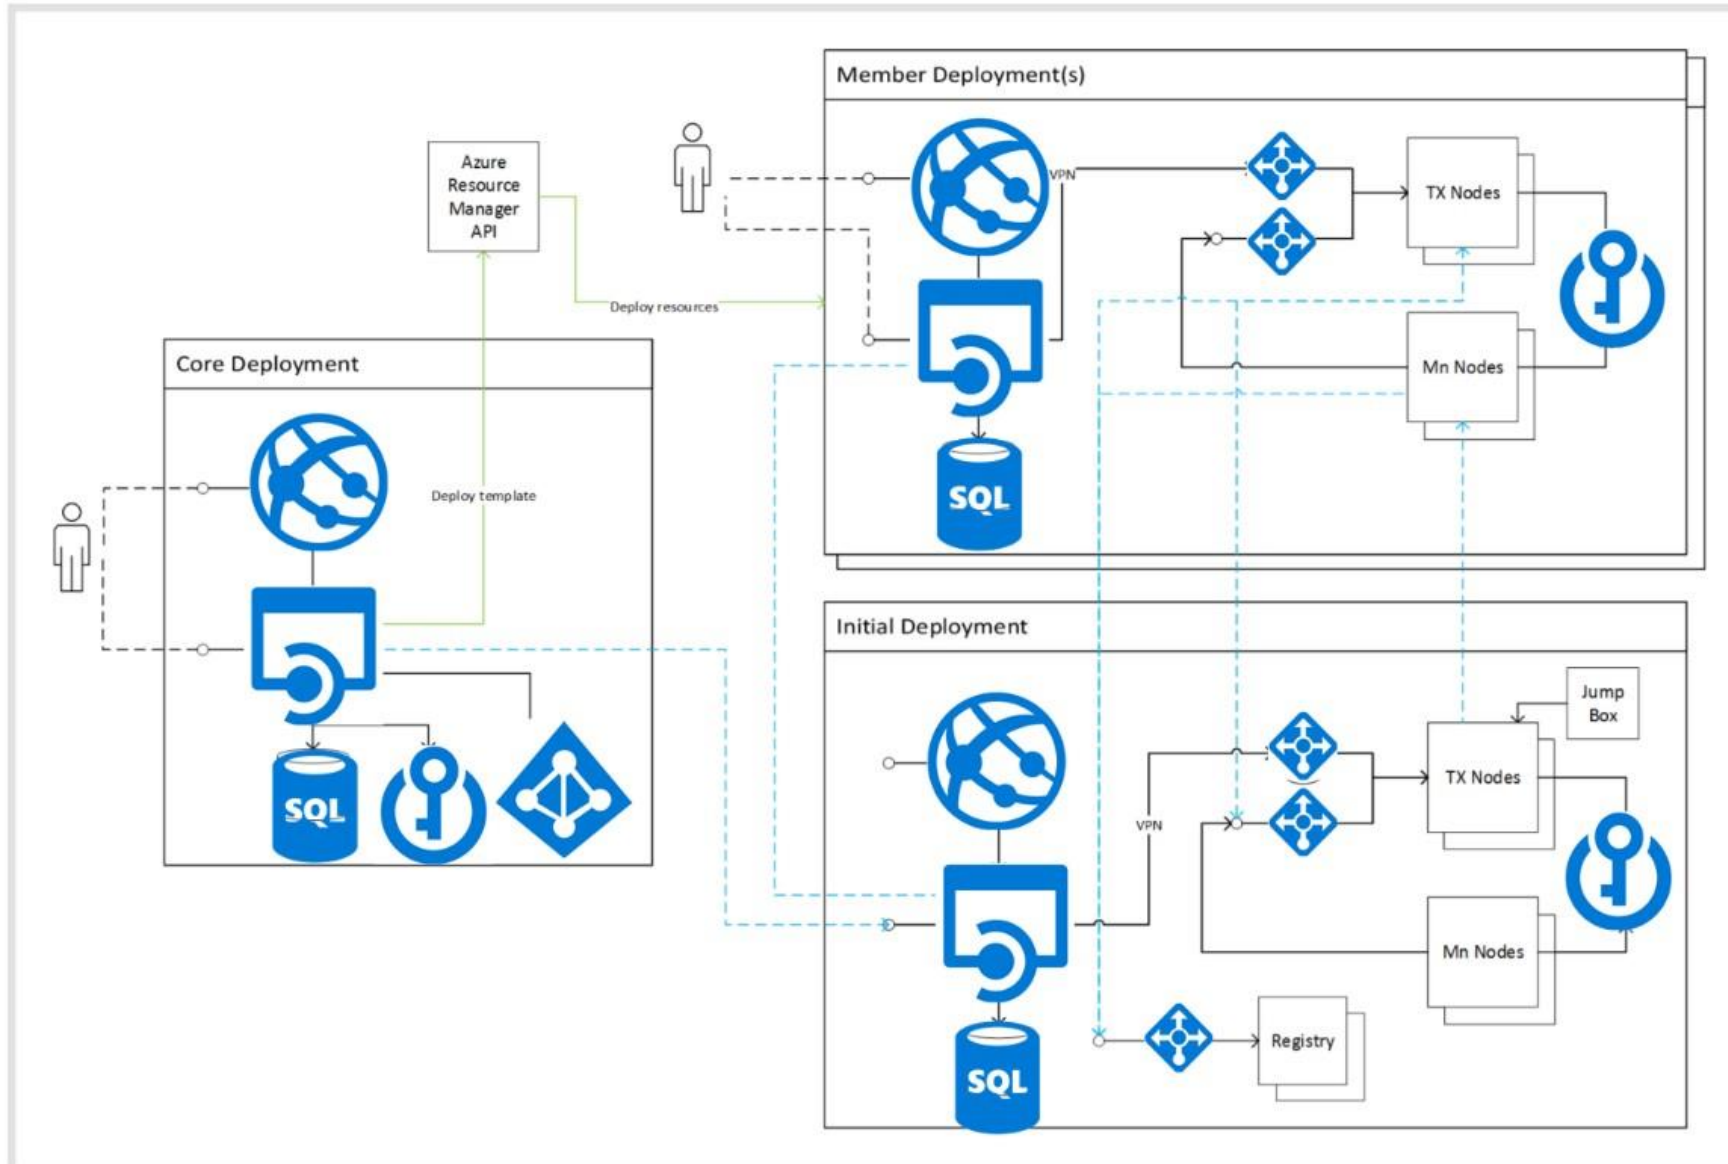 Member Deployment(s)
Azure
Resource
Manager
API
VPN
TX Nodes
Deploy resources
Core Deployment
Mn Nodes
Deploy template
SQL
Initial Deployment
Jump
Box
TX Nodes
SQL
VPN
Mn Nodes
Registry
SQL